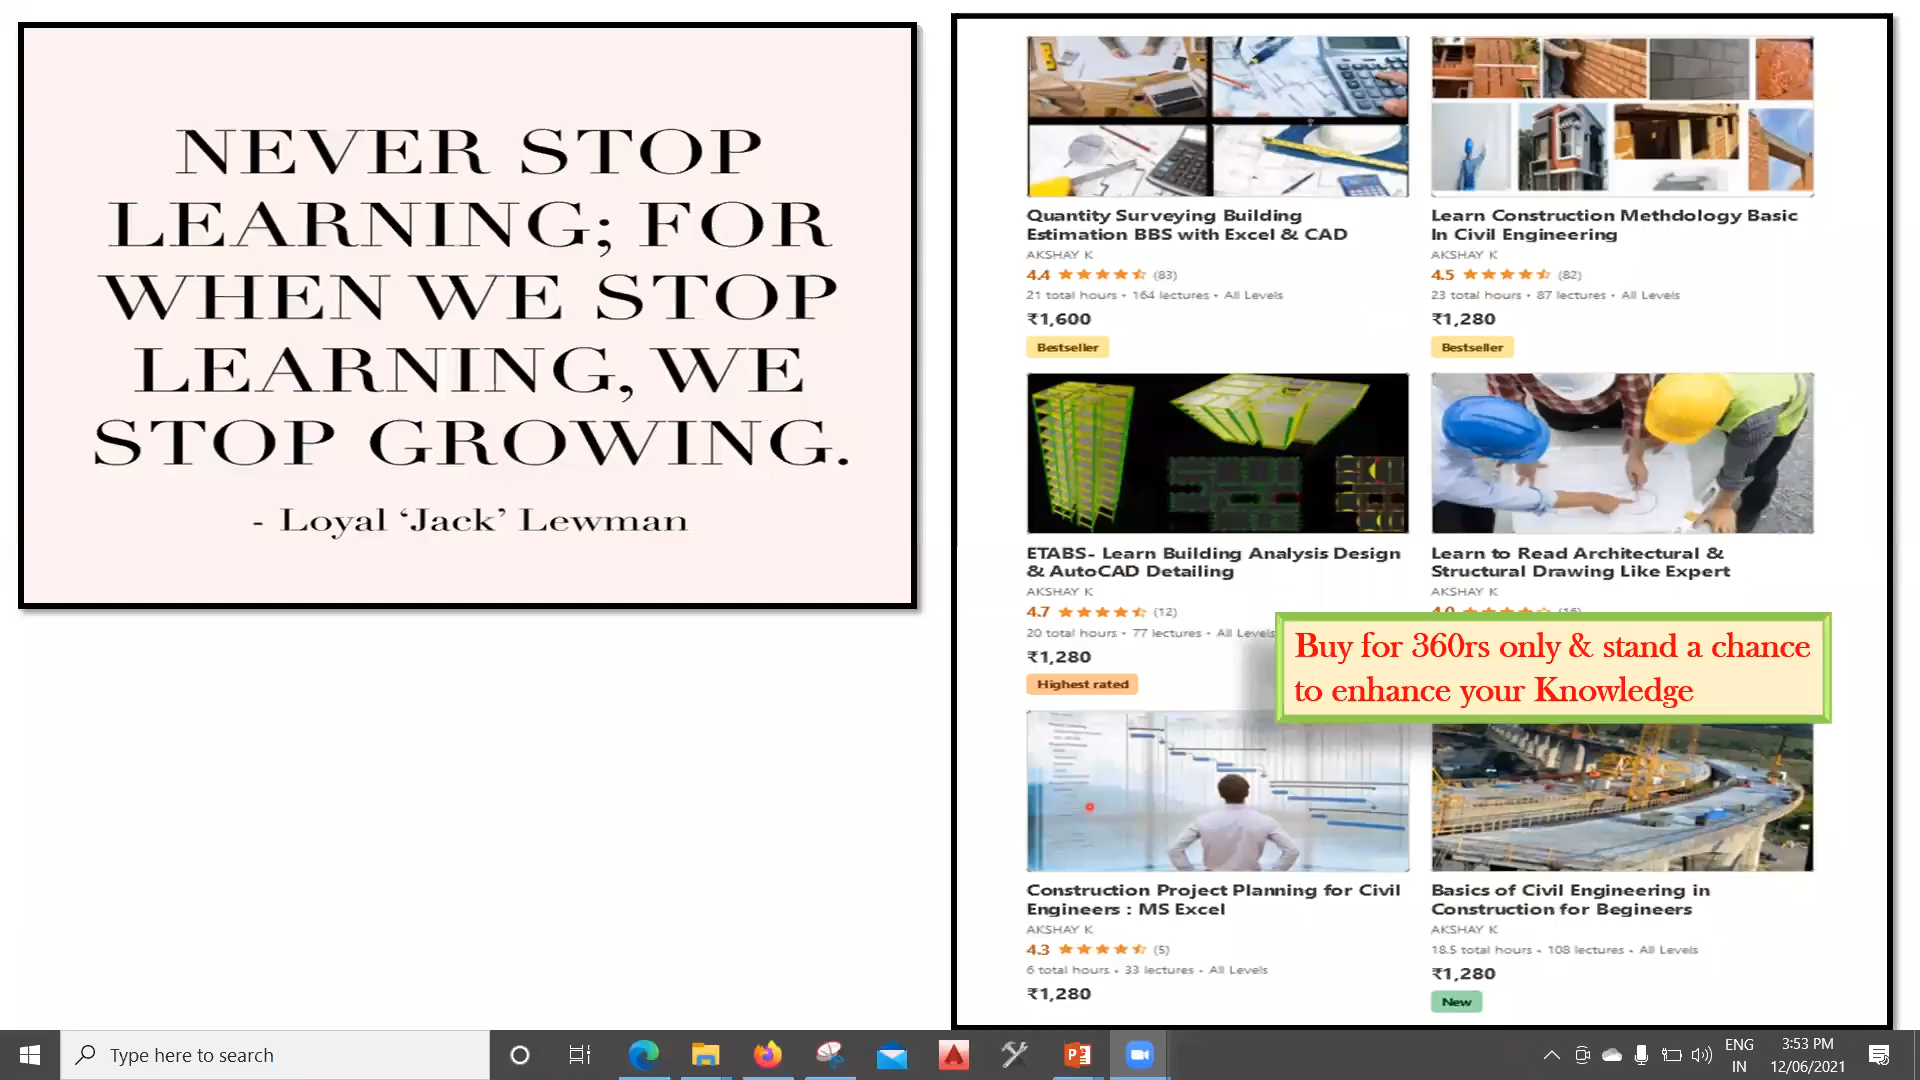 NEVER STOP
LEARNING; FOR
WHEN WE STOP
LEARNING, WE
STOP GROWING.
- Loyal ‘Jack’ Lewman
Quantity Surveying Building
Estimation BBS with Excel & CAD
AKSHAY K
4.4 (83)
21 total hours • 164 lectures • All Levels
₹1,600
Bestseller
Learn Construction Methdology Basic
In Civil Engineering
AKSHAY K
4.5 (82)
23 total hours • 87 lectures • All Levels
₹1,280
Bestseller
ETABS- Learn Building Analysis Design
& AutoCAD Detailing
AKSHAY K
4.7 (12)
20 total hours • 77 lectures • All Levels
₹1,280
Highest rated
Learn to Read Architectural &
Structural Drawing Like Expert
AKSHAY K
Buy for 360rs only & stand a chance
to enhance your Knowledge
Construction Project Planning for Civil
Engineers : MS Excel
AKSHAY K
4.3 (5)
6 total hours • 33 lectures • All Levels
₹1,280
Basics of Civil Engineering in
Construction for Begineers
AKSHAY K
18.5 total hours • 108 lectures • All Levels
₹1,280
New
Type here to search
ENG
IN
3:53 PM
12/06/2021